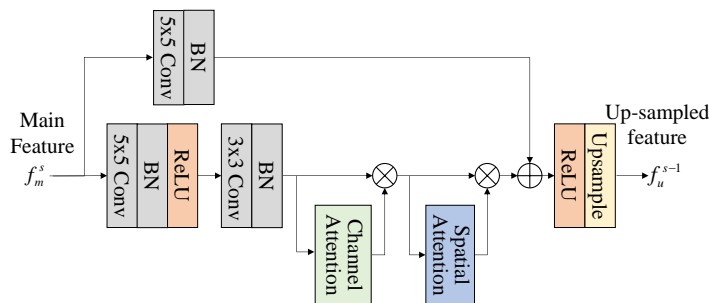 5x5 Conv
BN
Main
Feature
f_m^s
5x5 Conv
BN
ReLU
3x3 Conv
BN
Channel
Attention
Spatial
Attention
ReLU
Upsample
Up-sampled
feature
f_u^{s-1}